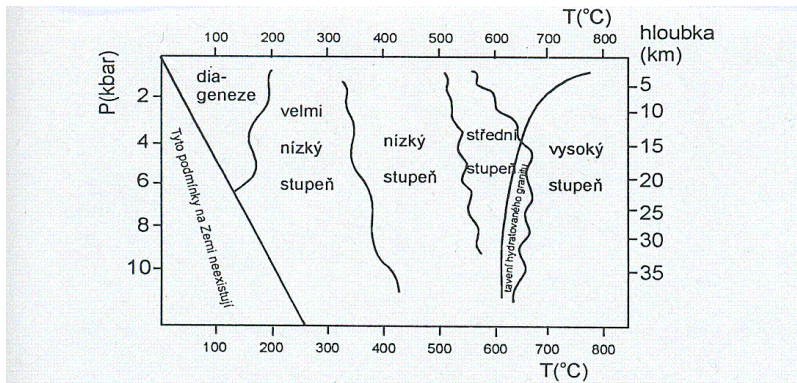 T(°C)
100 200 300 400 500 600 700 800
hloubka
(km)
P(kbar)
2
4
6
8
10
5
10
15
20
25
30
35
dia-
geneze
velmi
nízký
stupeň
nízký
stupeň
střední
stupeň
vysoký
stupeň
Tyto podmínky na Zemi neexistují
tavení hydratovaného granitu
100 200 300 400 500 600 700 800
T(°C)